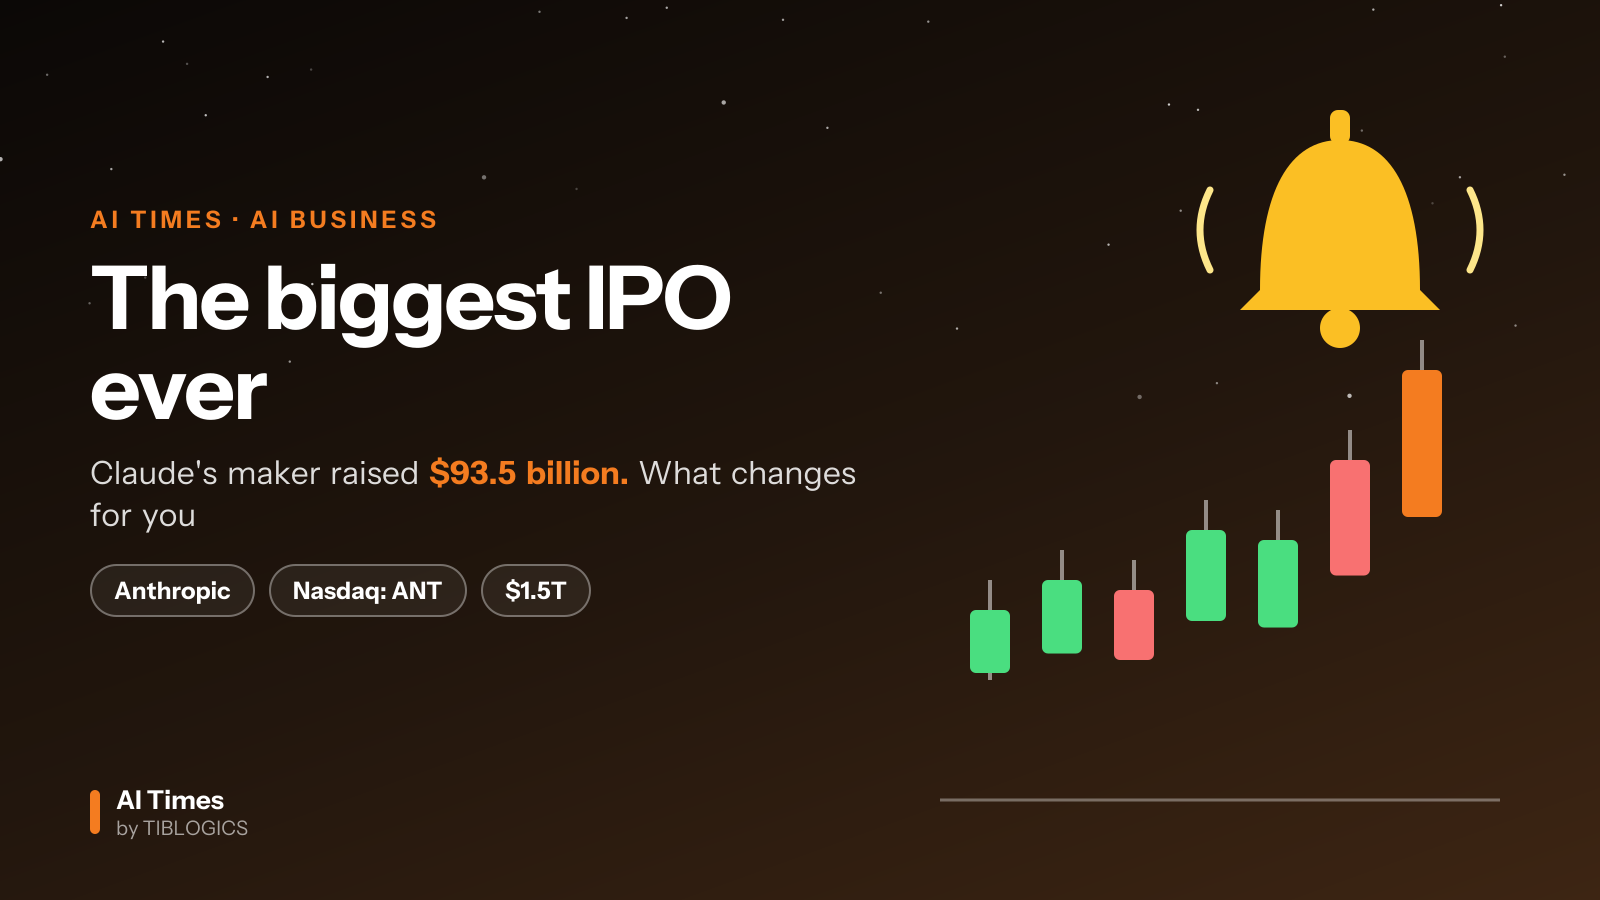 AI TIMES · AI BUSINESS
The biggest IPO
ever
Claude's maker raised $93.5 billion. What changes
for you
Anthropic
Nasdaq: ANT
$1.5T
AI Times
by TIBLOGICS